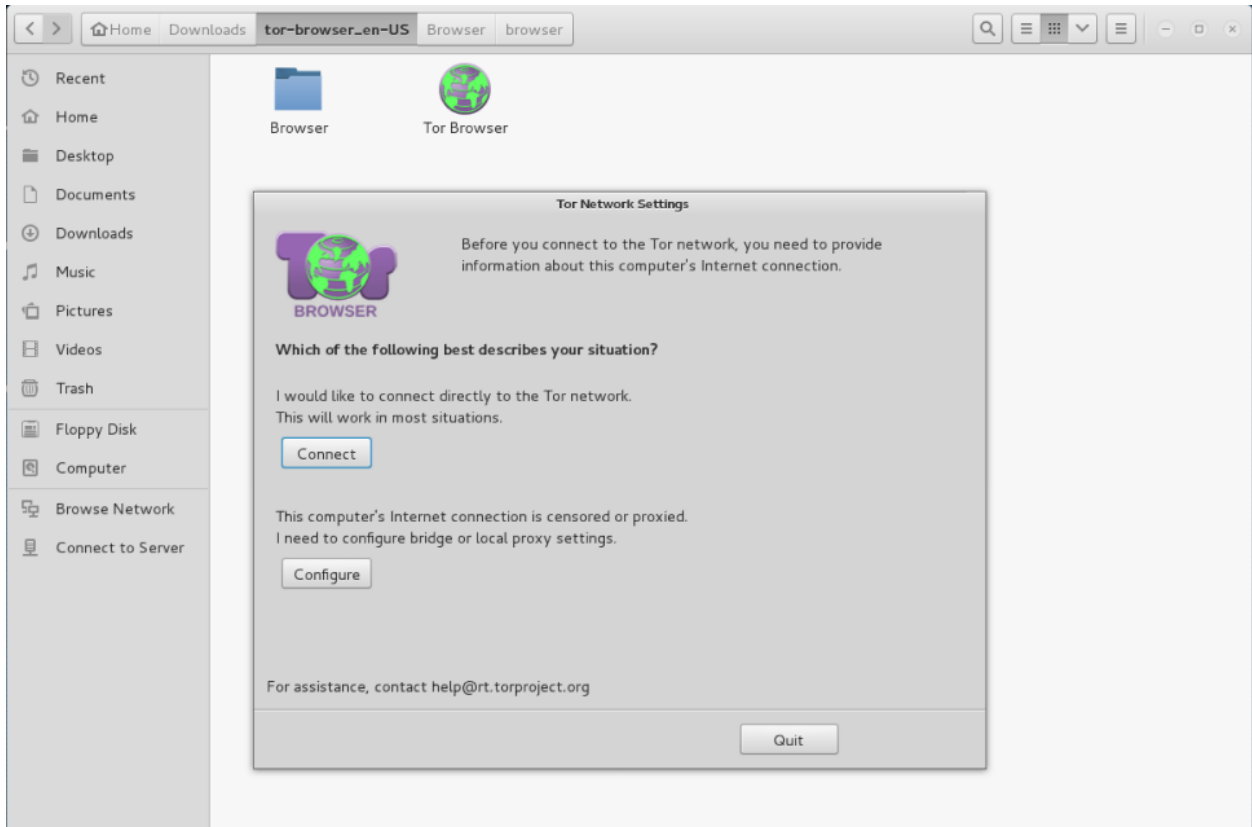 Home Downloads tor-browser_en-US Browser browser
Recent
Home
Desktop
Documents
Downloads
Music
Pictures
Videos
Trash
Floppy Disk
Computer
Browse Network
Connect to Server
Browser
Tor Browser
Tor Network Settings
Tor
BROWSER
Before you connect to the Tor network, you need to provide
information about this computer's Internet connection.
Which of the following best describes your situation?
I would like to connect directly to the Tor network.
This will work in most situations.
Connect
This computer's Internet connection is censored or proxied.
I need to configure bridge or local proxy settings.
Configure
For assistance, contact help@rt.torproject.org
Quit